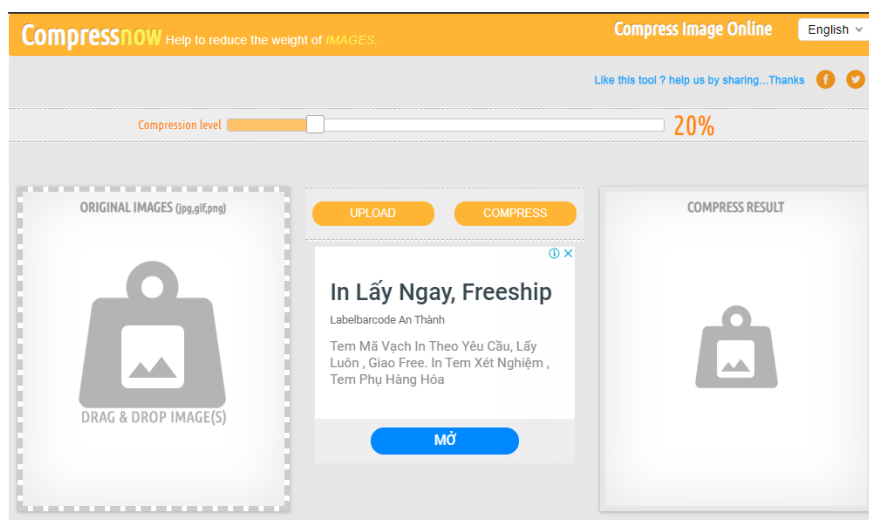 Compressnow Help to reduce the weight of IMAGES.
Compress Image Online
English
Like this tool ? help us by sharing...Thanks
Compression level
20%
ORIGINAL IMAGES (jpg,gif,png)
DRAG & DROP IMAGE(S)
UPLOAD
COMPRESS
In Lấy Ngay, Freeship
Labelbarcode An Thành
Tem Mã Vạch In Theo Yêu Cầu, Lấy
Luôn , Giao Free. In Tem Xét Nghiệm ,
Tem Phụ Hàng Hóa
MỞ
COMPRESS RESULT